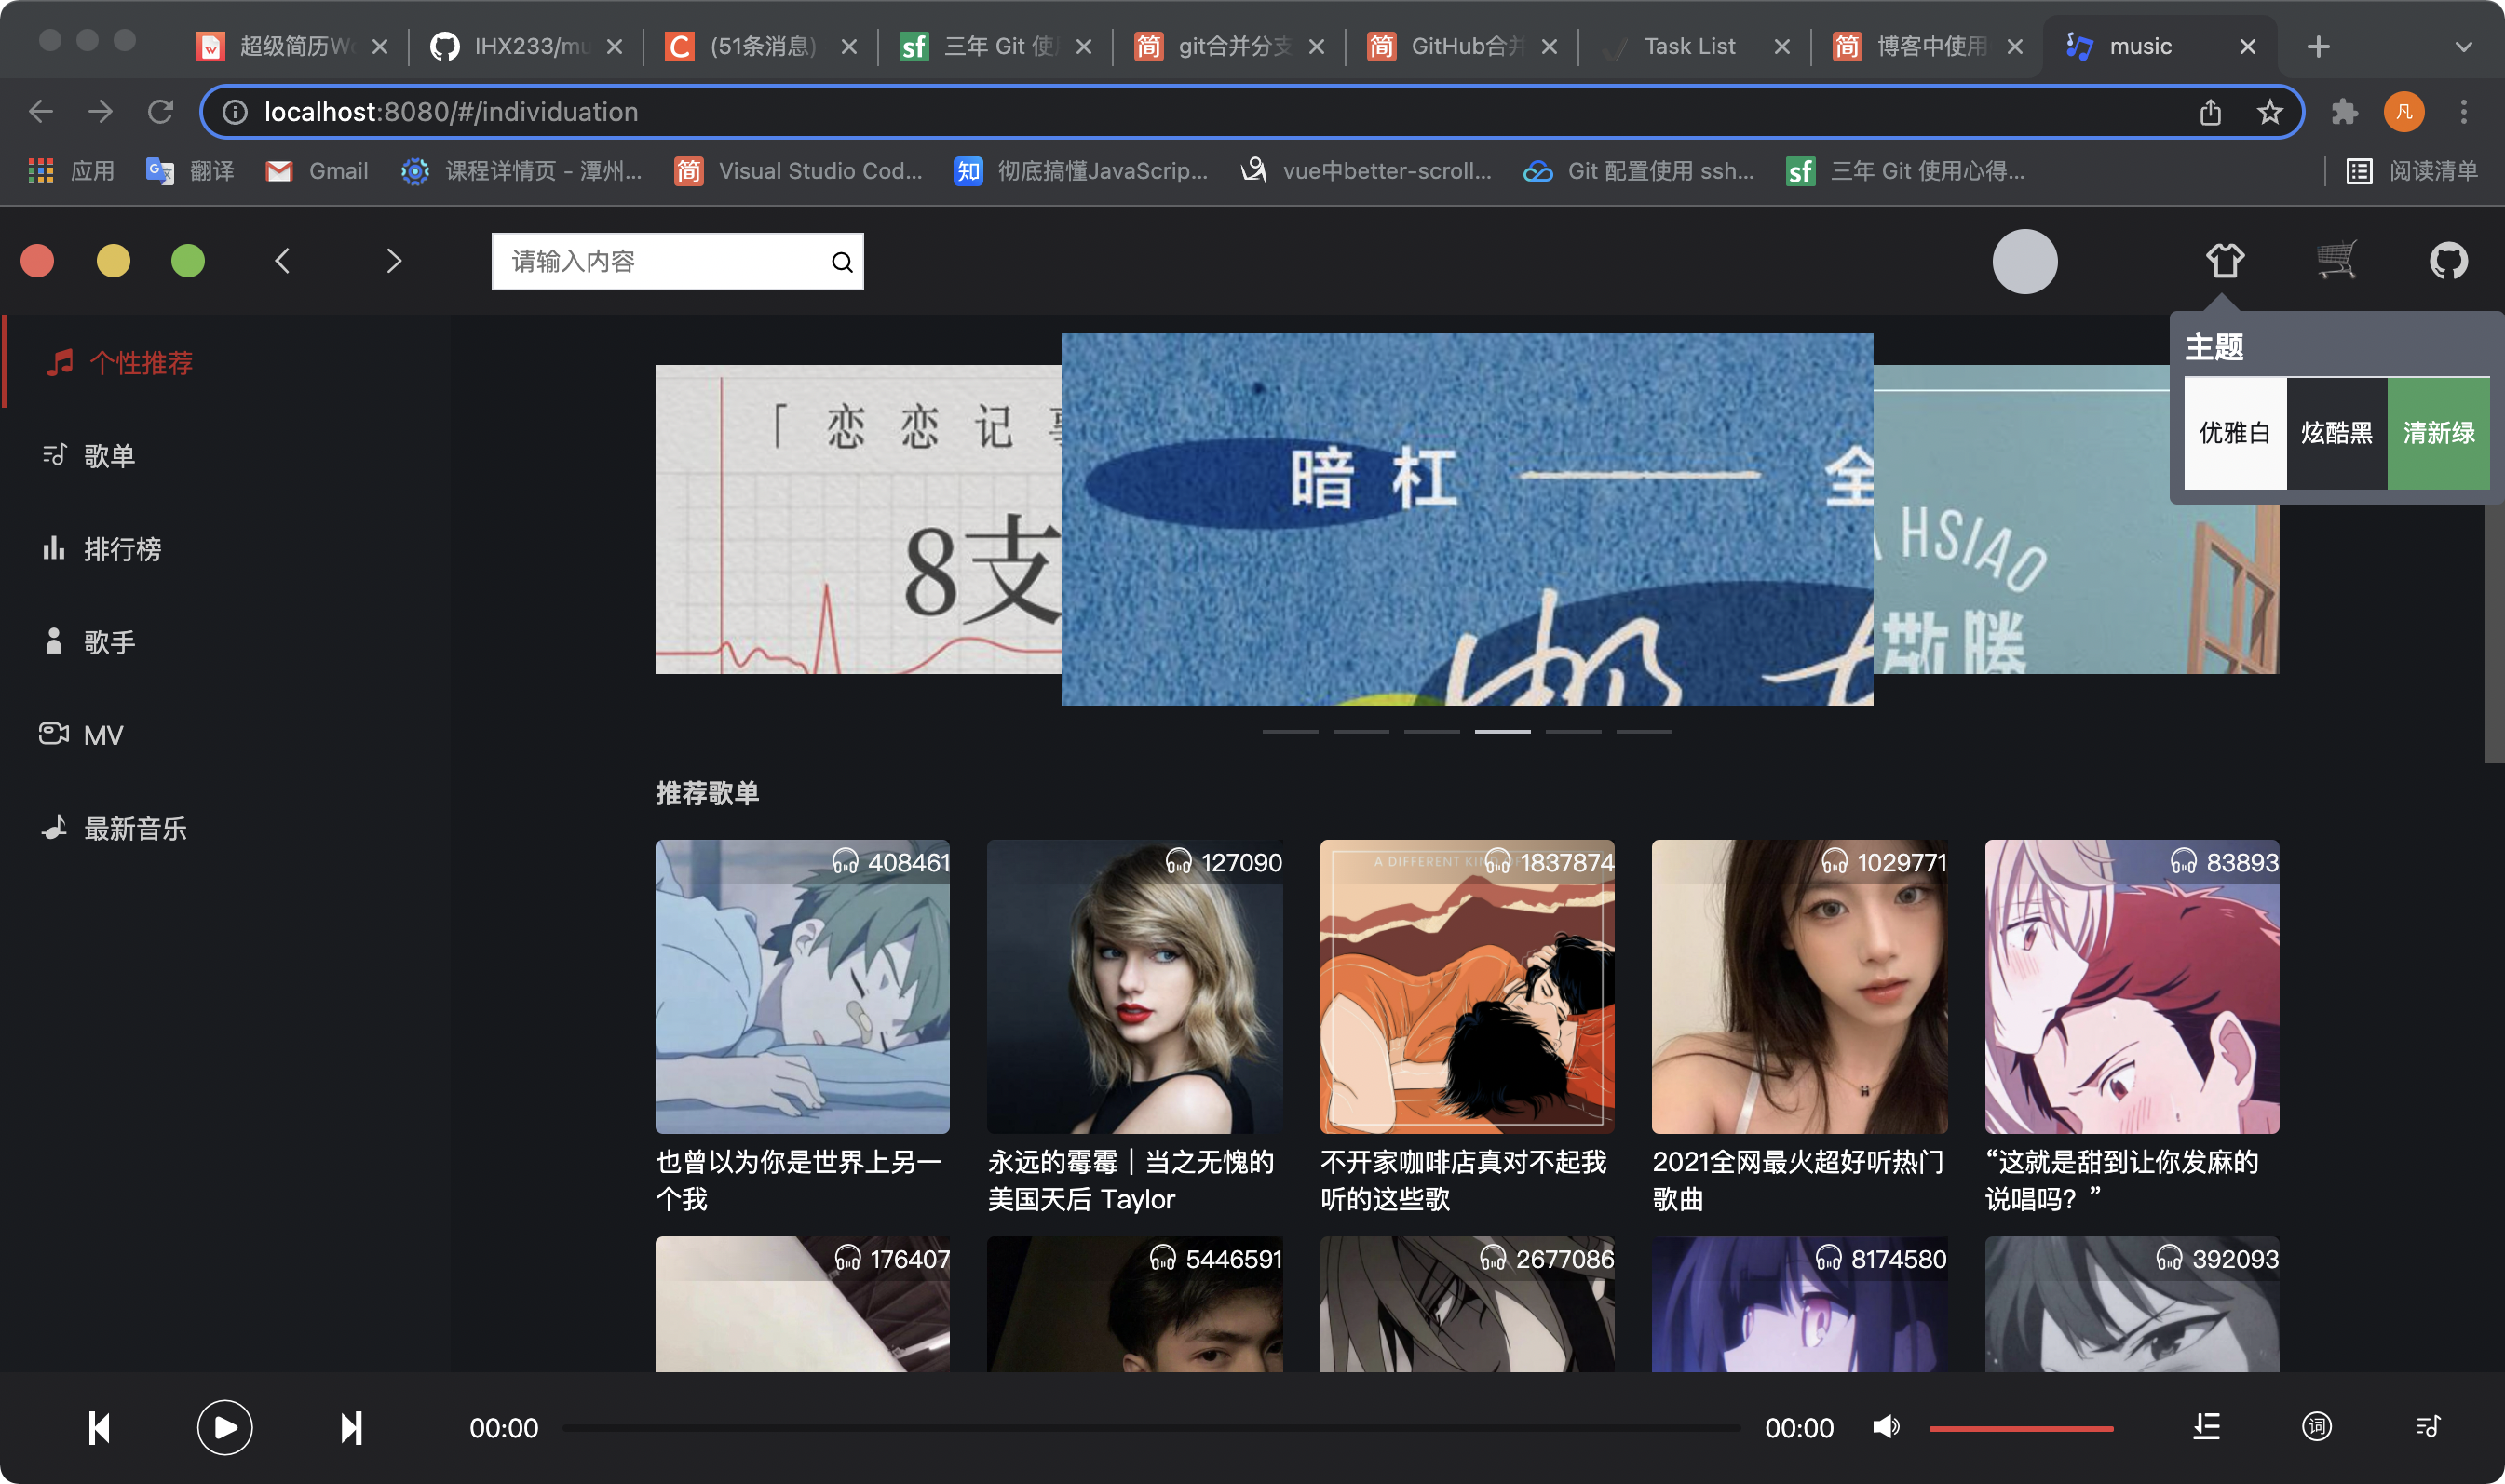 超级简历Wo
IHX233/mu
(51条消息)
三年 Git 使用
git合并分支
GitHub合并
Task List
博客中使用
music
localhost:8080/#/individuation
凡
应用
翻译
Gmail
课程详情页 - 潭州...
Visual Studio Cod...
彻底搞懂JavaScrip...
vue中better-scroll...
Git 配置使用 ssh...
三年 Git 使用心得...
阅读清单
请输入内容
主题
优雅白
炫酷黑
清新绿
个性推荐
歌单
排行榜
歌手
MV
最新音乐
「恋恋记事
8支
暗杠 —— 全
HSIAO
推荐歌单
408461
127090
A DIFFERENT KIND OF
1837874
1029771
83893
也曾以为你是世界上另一
个我
永远的霉霉｜当之无愧的
美国天后 Taylor
不开家咖啡店真对不起我
听的这些歌
2021全网最火超好听热门
歌曲
“这就是甜到让你发麻的
说唱吗？”
176407
5446591
2677086
8174580
392093
00:00
00:00
词